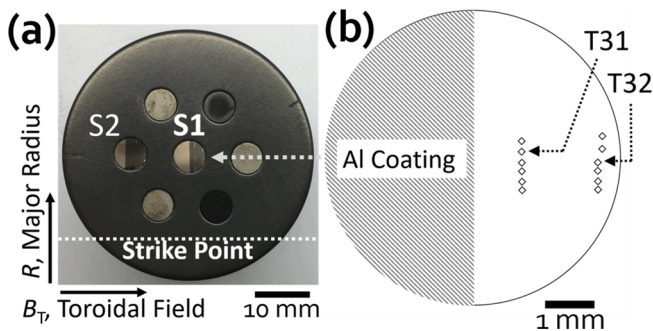 (a)
S2
S1
Strike Point
R, Major Radius
B_T, Toroidal Field
10 mm
(b)
T31
T32
Al Coating
1 mm